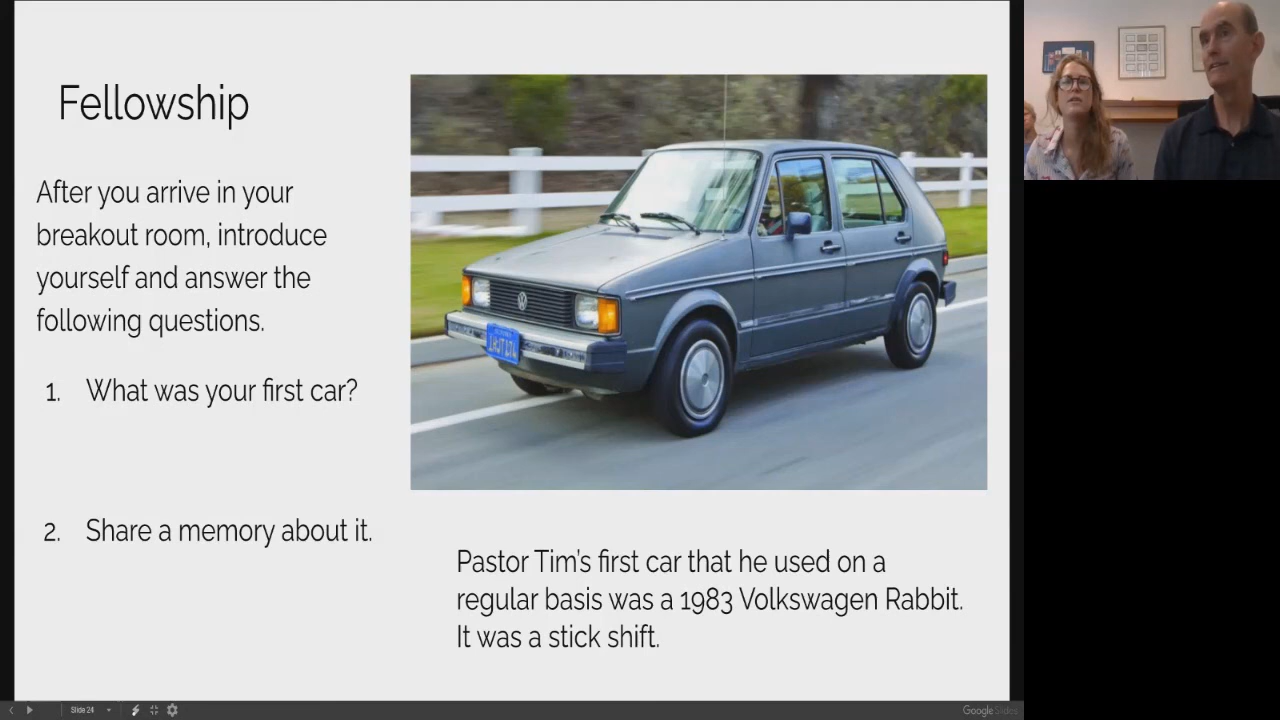 Fellowship
After you arrive in your
breakout room, introduce
yourself and answer the
following questions.
1. What was your first car?
2. Share a memory about it.
Pastor Tim's first car that he used on a
regular basis was a 1983 Volkswagen Rabbit.
It was a stick shift.
Slide 24
Google Slides